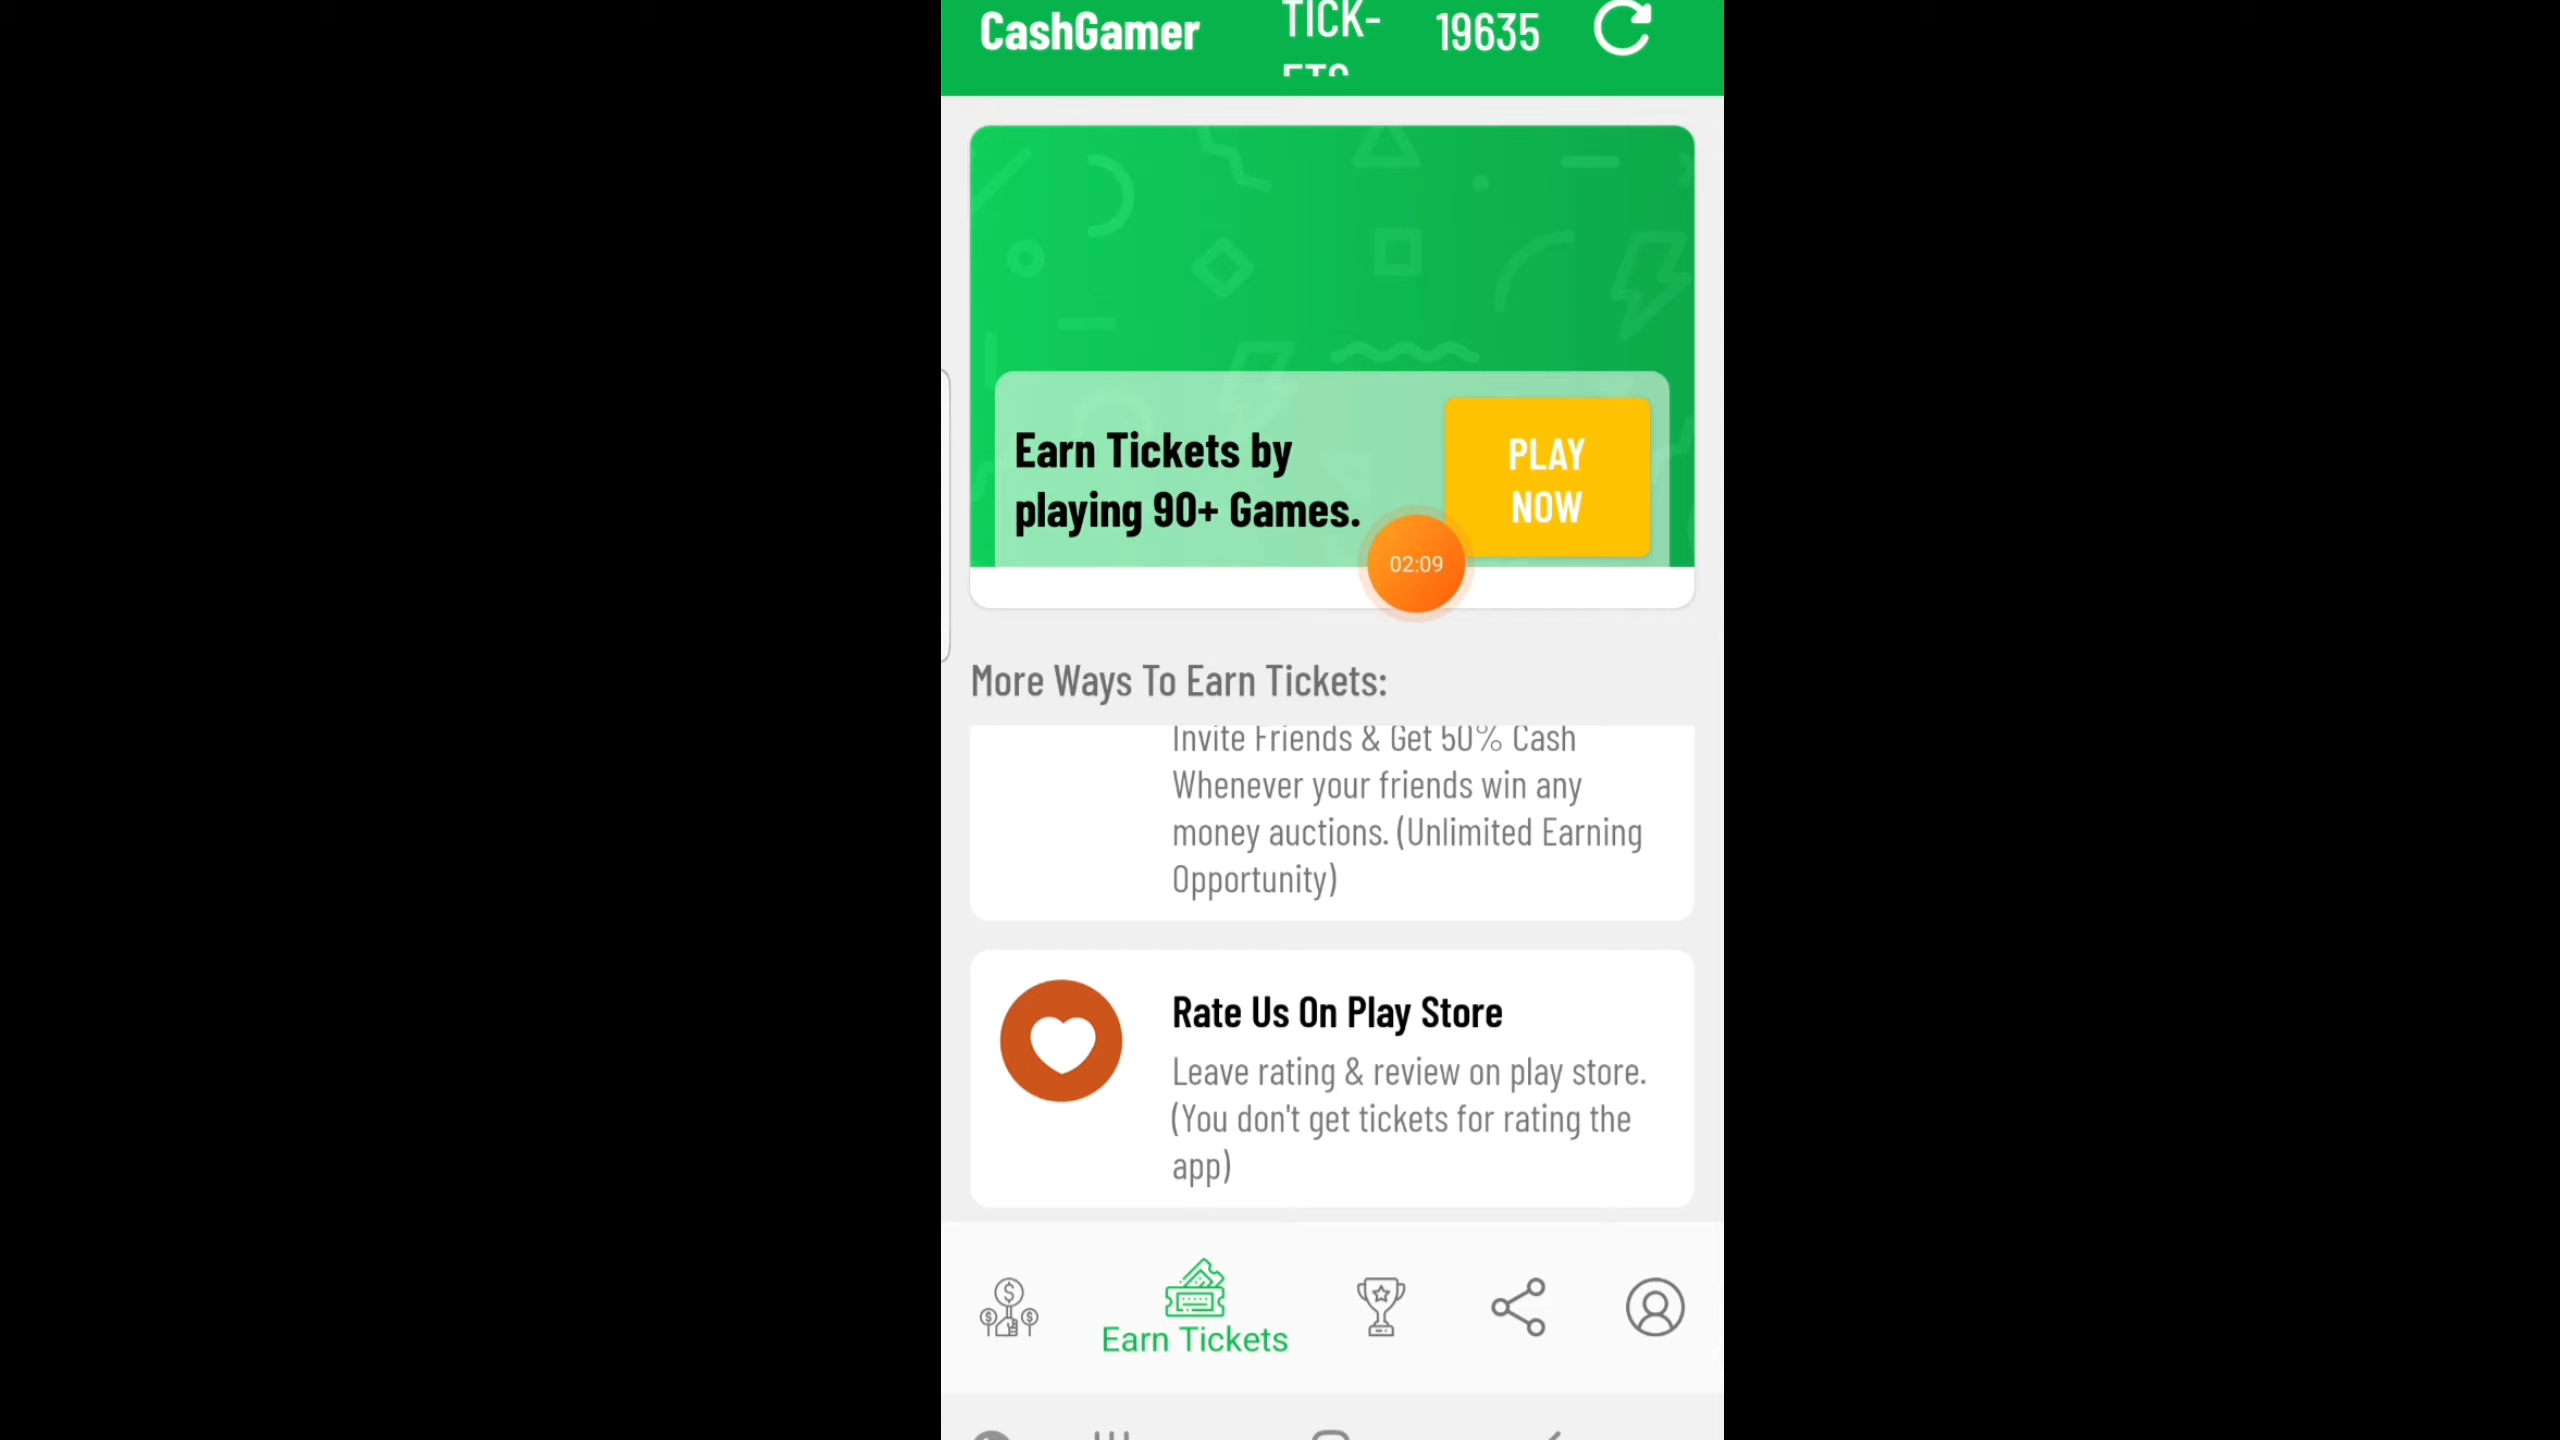 CashGamer
TICK-
ETS
19635
Earn Tickets by
playing 90+ Games.
PLAY
NOW
02:09
More Ways To Earn Tickets:
Invite Friends & Get 50% Cash
Whenever your friends win any
money auctions. (Unlimited Earning
Opportunity)
Rate Us On Play Store
Leave rating & review on play store.
(You don't get tickets for rating the
app)
Earn Tickets